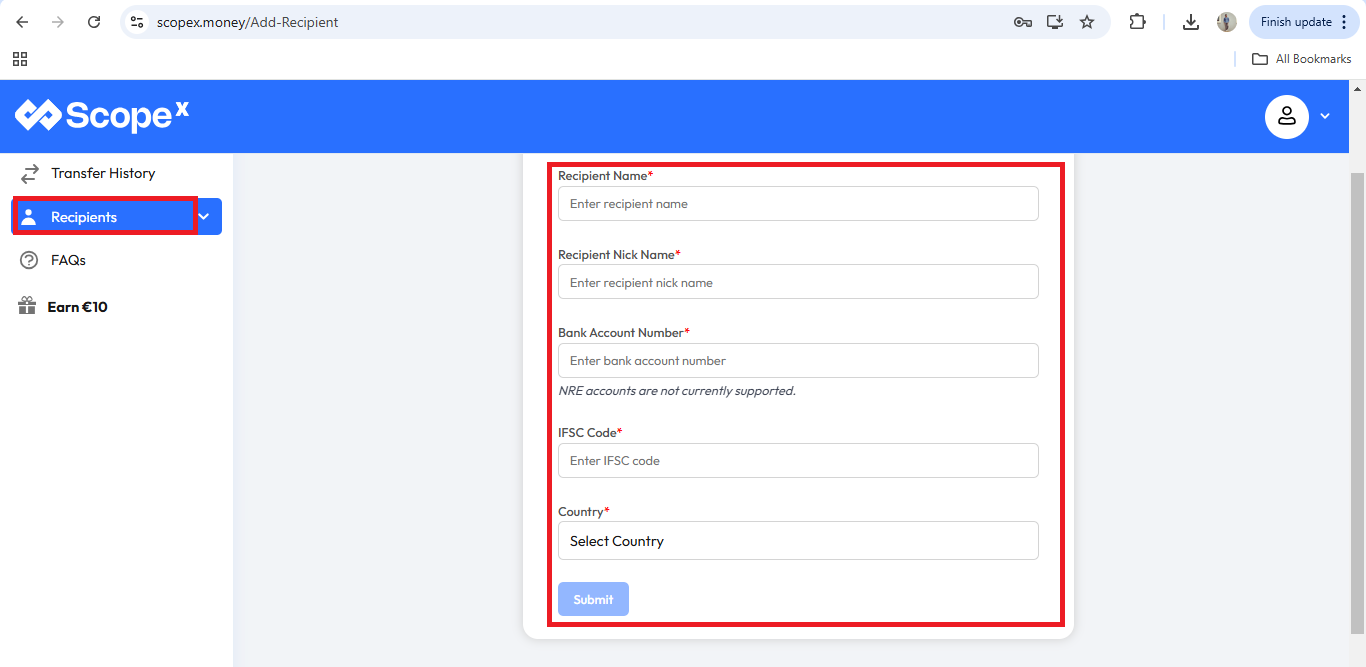 scopex.money/Add-Recipient
Finish update
All Bookmarks
Scopex
Transfer History
Recipients
FAQs
Earn €10
Recipient Name*
Enter recipient name
Recipient Nick Name*
Enter recipient nick name
Bank Account Number*
Enter bank account number
NRE accounts are not currently supported.
IFSC Code*
Enter IFSC code
Country*
Select Country
Submit